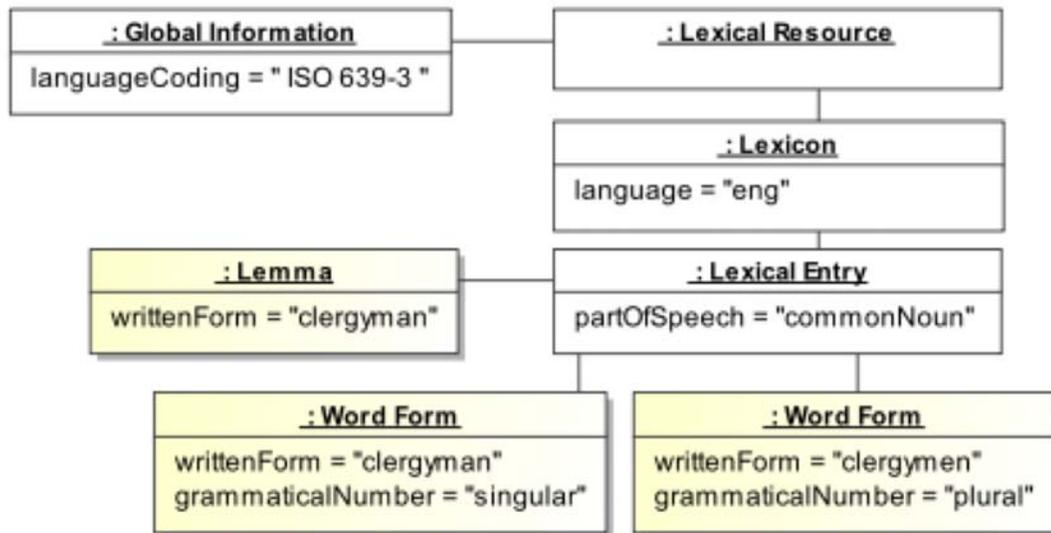 : Global Information
languageCoding = " ISO 639-3 "
: Lexical Resource
: Lexicon
language = "eng"
: Lemma
writtenForm = "clergyman"
: Lexical Entry
partOfSpeech = "commonNoun"
: Word Form
writtenForm = "clergyman"
grammaticalNumber = "singular"
: Word Form
writtenForm = "clergymen"
grammaticalNumber = "plural"